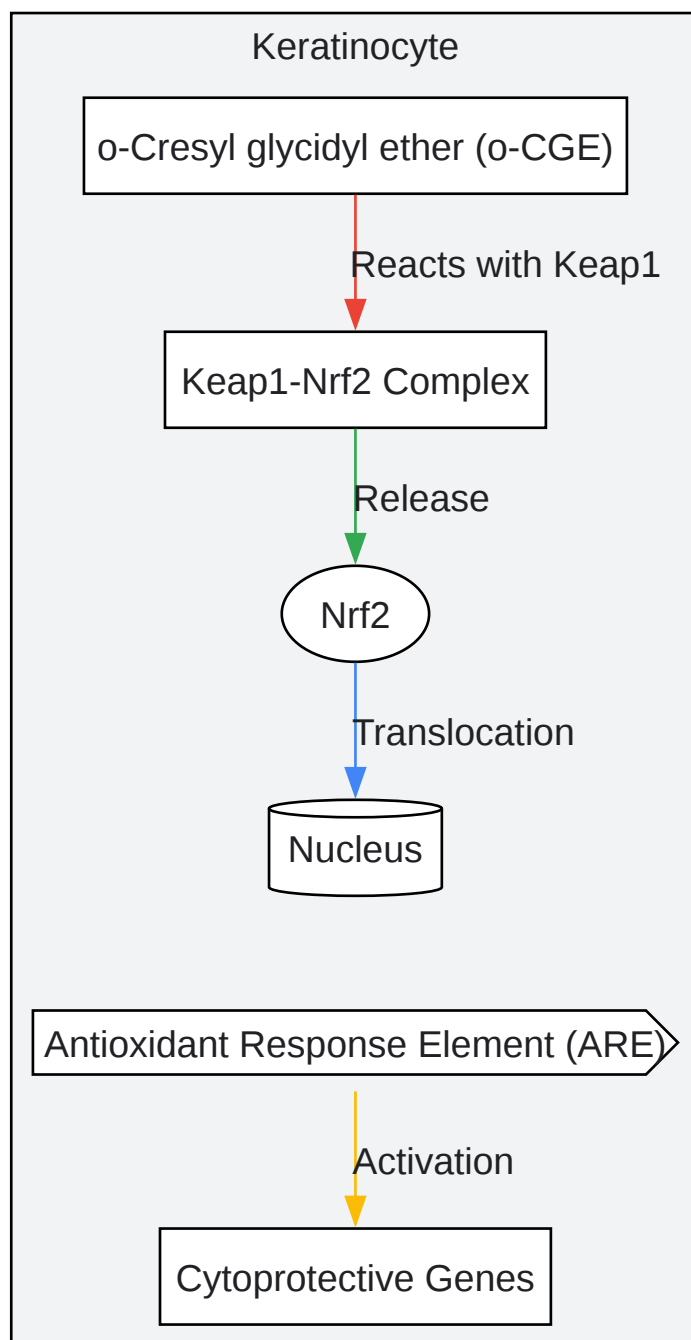 Keratinocyte
o-Cresyl glycidyl ether (o-CGE)
Reacts with Keap1
Keap1-Nrf2 Complex
Release
Nrf2
Translocation
Nucleus
Antioxidant Response Element (ARE)
Activation
Cytoprotective Genes